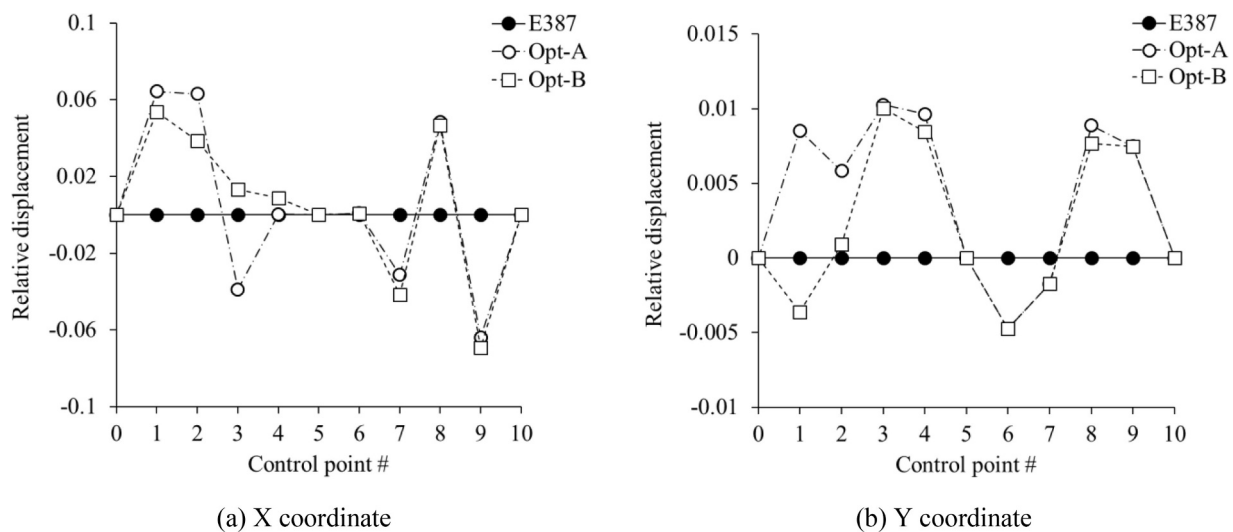 0.1
0.06
0.02
-0.02
-0.06
-0.1
Relative displacement
E387
Opt-A
Opt-B
0 1 2 3 4 5 6 7 8 9 10
Control point #
(a) X coordinate
0.015
0.01
0.005
0
-0.005
-0.01
Relative displacement
E387
Opt-A
Opt-B
0 1 2 3 4 5 6 7 8 9 10
Control point #
(b) Y coordinate